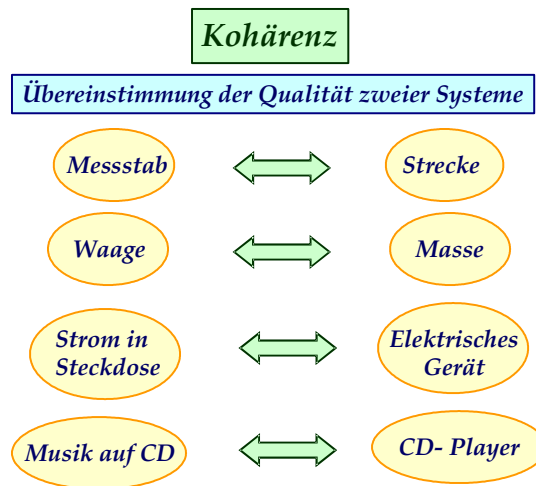 Kohärenz
Übereinstimmung der Qualität zweier Systeme
Messstab
Strecke
Waage
Masse
Strom in
Steckdose
Elektrisches
Gerät
Musik auf CD
CD- Player